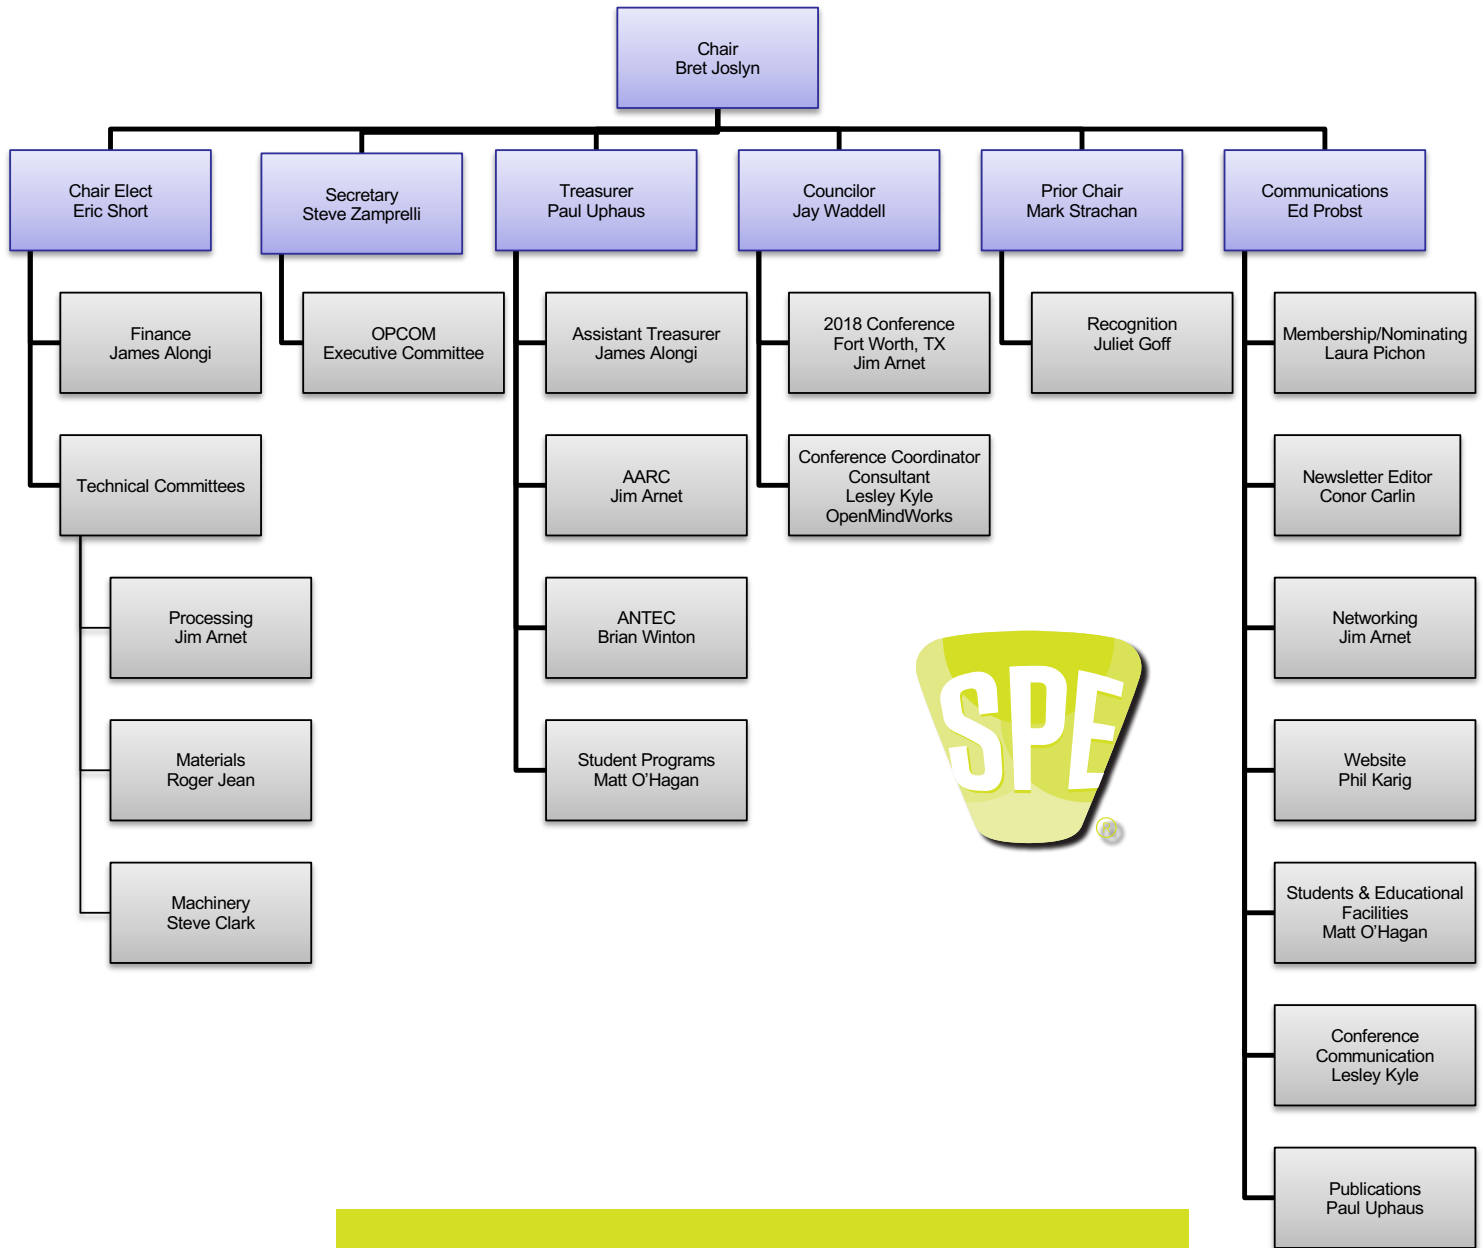 Chair
Bret Joslyn
Chair Elect
Eric Short
Secretary
Steve Zamprelli
Treasurer
Paul Uphaus
Councilor
Jay Waddell
Prior Chair
Mark Strachan
Communications
Ed Probst
Finance
James Alongi
Technical Committees
Processing
Jim Arnet
Materials
Roger Jean
Machinery
Steve Clark
OPCOM
Executive Committee
Assistant Treasurer
James Alongi
AARC
Jim Arnet
ANTEC
Brian Winton
Student Programs
Matt O’Hagan
2018 Conference
Fort Worth, TX
Jim Arnet
Conference Coordinator
Consultant
Lesley Kyle
OpenMindWorks
Recognition
Juliet Goff
Membership/Nominating
Laura Pichon
Newsletter Editor
Conor Carlin
Networking
Jim Arnet
Website
Phil Karig
Students & Educational
Facilities
Matt O’Hagan
Conference
Communication
Lesley Kyle
Publications
Paul Uphaus
SPE
®